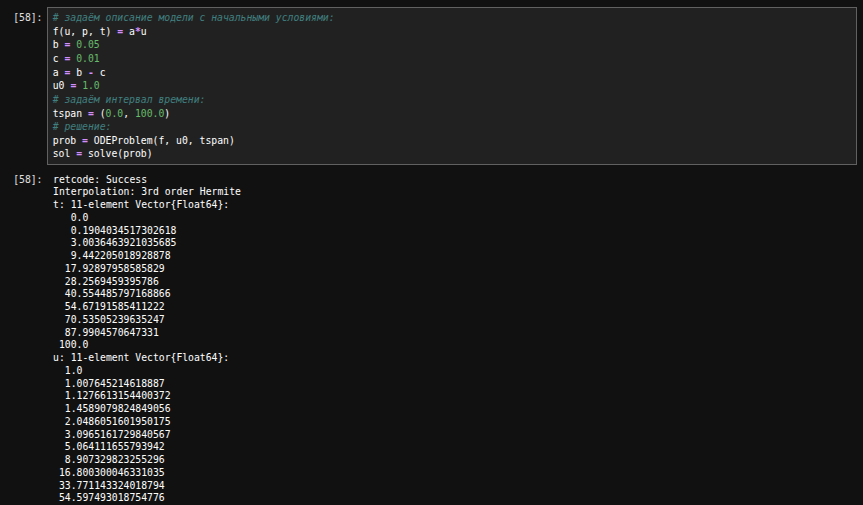 [58]: # задаём описание модели с начальными условиями:
f(u, p, t) = a*u
b = 0.05
c = 0.01
a = b - c
u0 = 1.0
# задаём интервал времени:
tspan = (0.0, 100.0)
# решение:
prob = ODEProblem(f, u0, tspan)
sol = solve(prob)
[58]: retcode: Success
Interpolation: 3rd order Hermite
t: 11-element Vector{Float64}:
0.0
0.1904034517302618
3.0036463921035685
9.442205018928878
17.92897958585829
28.2569459395786
40.554485797168866
54.67191585411222
70.53505239635247
87.9904570647331
100.0
u: 11-element Vector{Float64}:
1.0
1.007645214618887
1.1276613154400372
1.4589079824849056
2.0486051601950175
3.0965161729840567
5.064111655793942
8.907329823255296
16.800300046331035
33.771143324018794
54.597493018754776